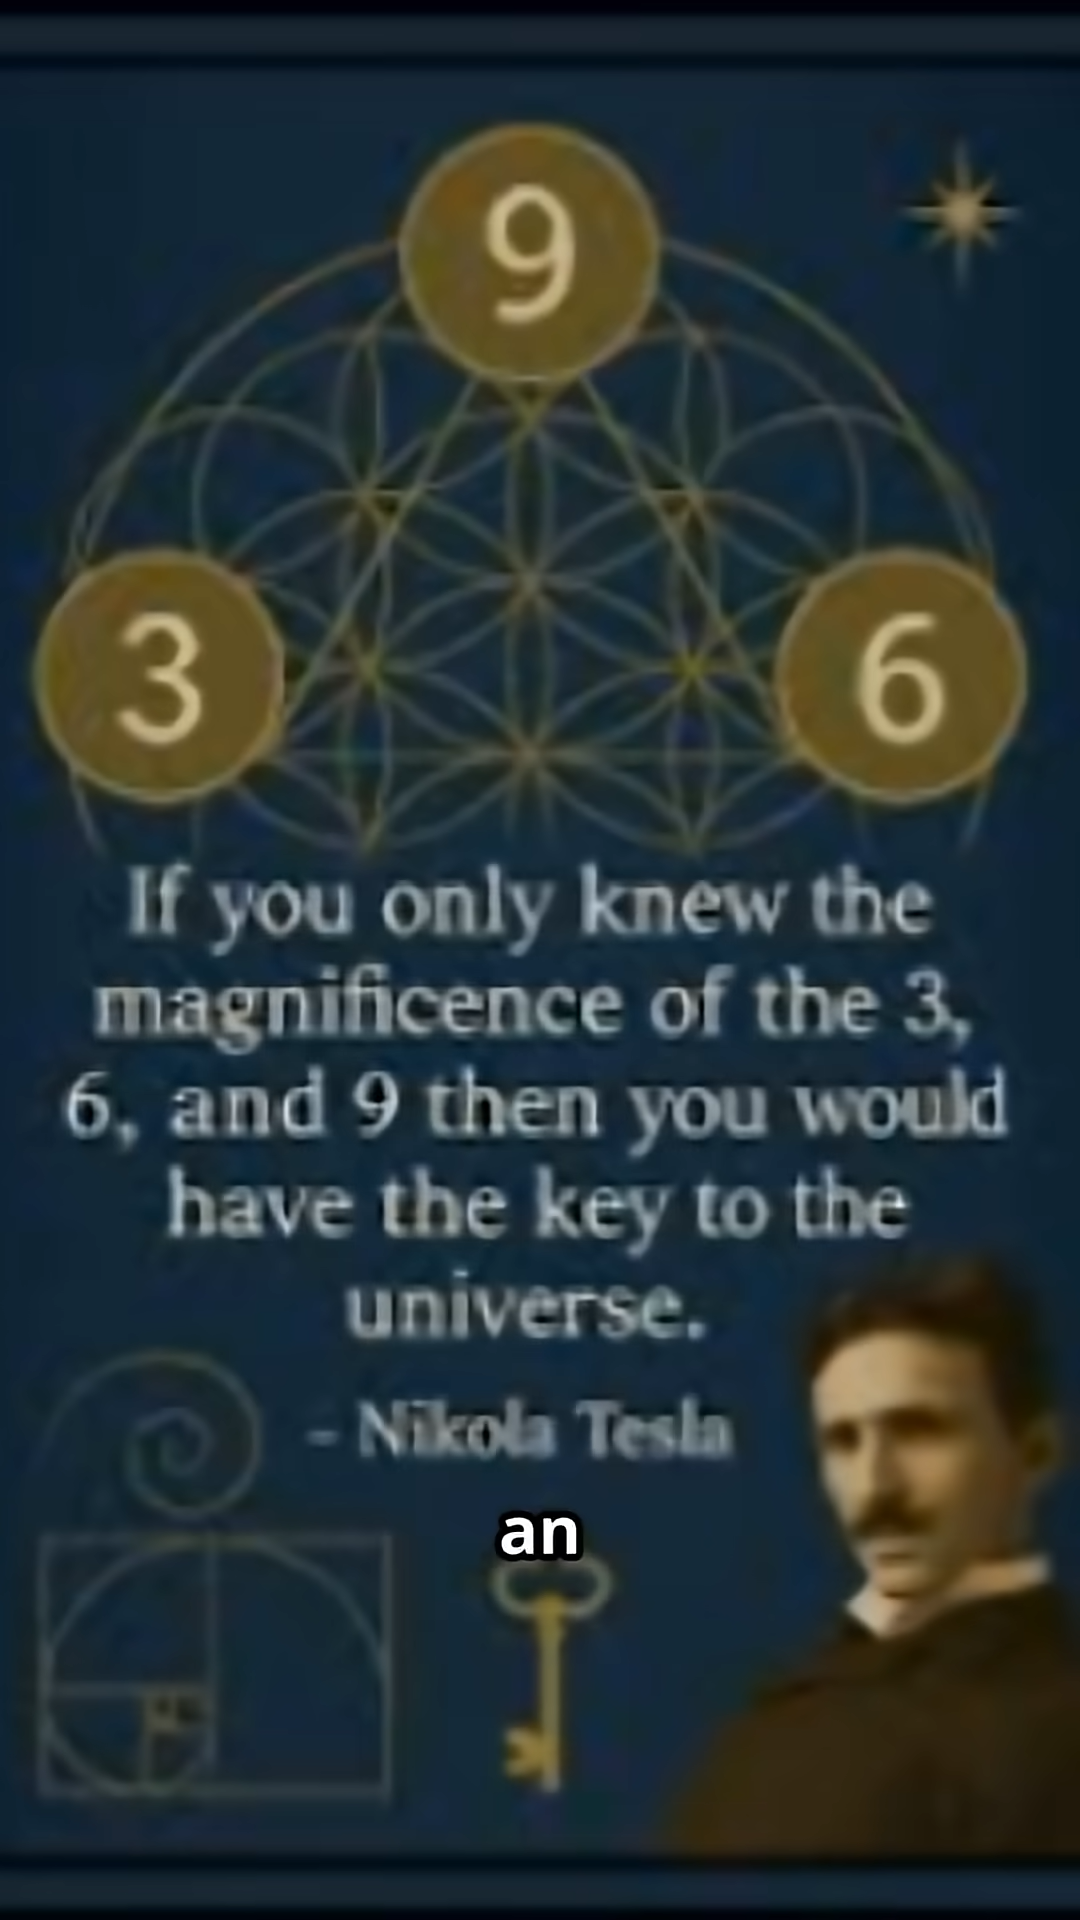 9
3
6
If you only knew the
magnificence of the 3,
6, and 9 then you would
have the key to the
universe.
- Nikola Tesla
an